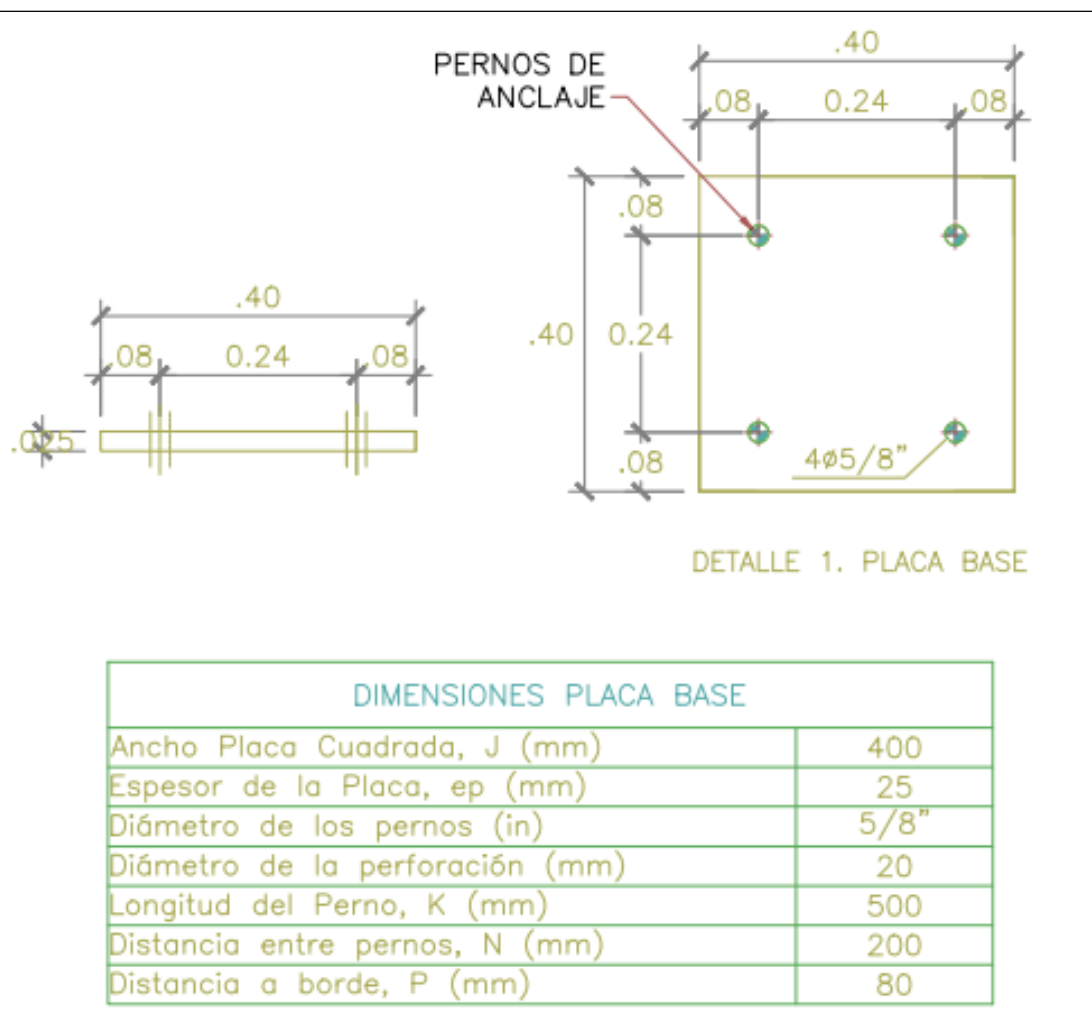 PERNOS DE
ANCLAJE
.40
.08 0.24 .08
.08
.40
0.24
.08
4ø5/8"
.40
.08 0.24 .08
.025
DETALLE 1. PLACA BASE
DIMENSIONES PLACA BASE
Ancho Placa Cuadrada, J (mm) 400
Espesor de la Placa, ep (mm) 25
Diámetro de los pernos (in) 5/8"
Diámetro de la perforación (mm) 20
Longitud del Perno, K (mm) 500
Distancia entre pernos, N (mm) 200
Distancia a borde, P (mm) 80